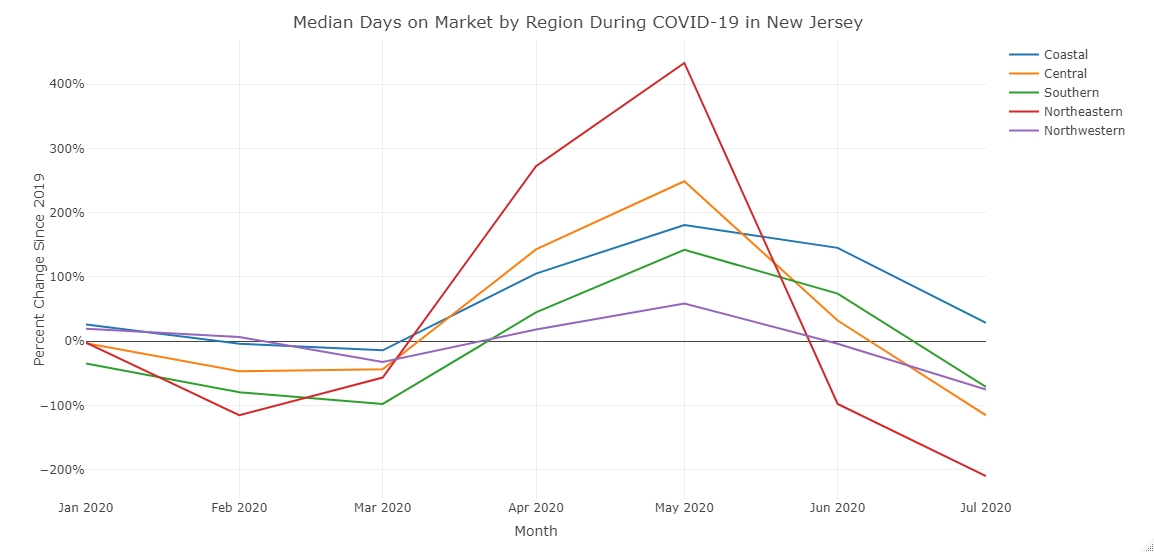 Median Days on Market by Region During COVID-19 in New Jersey
Coastal
Central
Southern
Northeastern
Northwestern
Percent Change Since 2019
400%
300%
200%
100%
0%
−100%
−200%
Jan 2020 Feb 2020 Mar 2020 Apr 2020 May 2020 Jun 2020 Jul 2020
Month